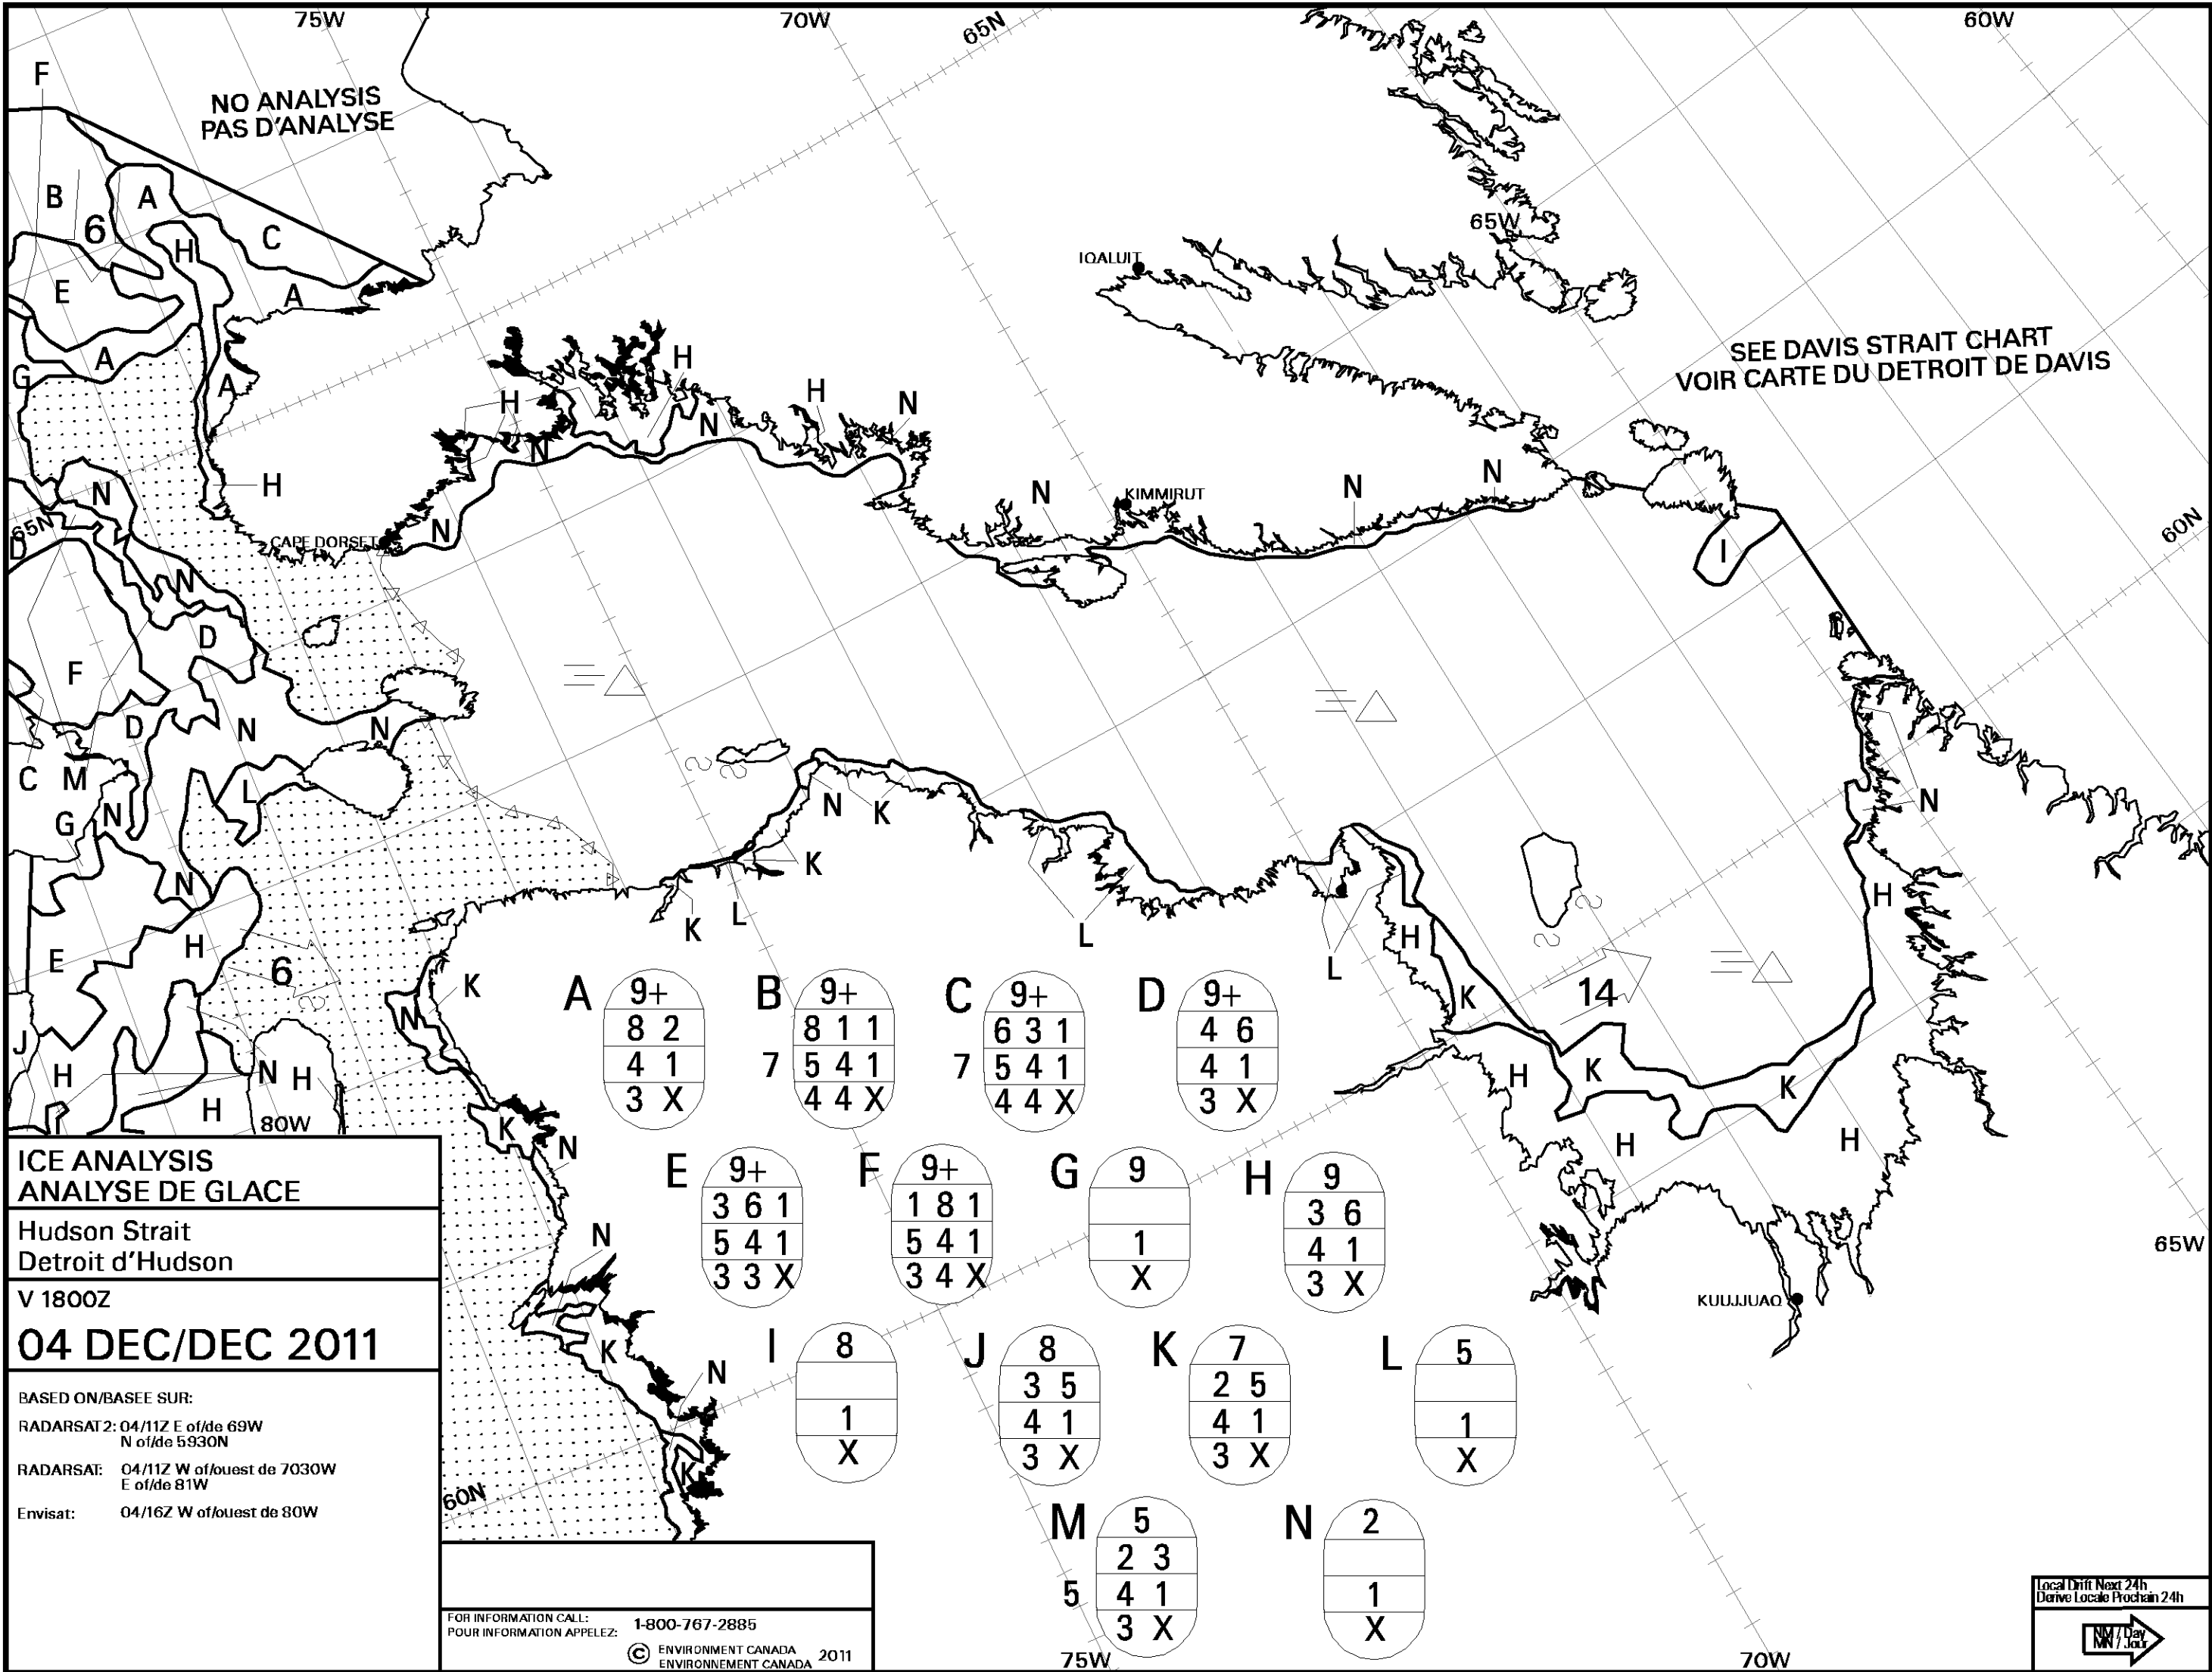 75W
70W
65N
60W
F
NO ANALYSIS
PAS D'ANALYSE
B
6
A
C
H
E
A
65W
IQALUIT
SEE DAVIS STRAIT CHART
VOIR CARTE DU DETROIT DE DAVIS
A
G
A
H
H
H
N
N
N
N
H
N
KIMMIRUT
N
N
65N
D
CAPE DORSET
N
I
60N
N
D
F
D
N
N
C
M
L
G
N
N
K
N
K
N
H
K
L
K
L
L
H
E
H
6
K
H
K
14
J
N
H
N
H
H
80W
K
N
H
K
K
H
H
A
9+
8 2
4 1
3 X
B
9+
8 1 1
7 5 4 1
4 4 X
C
9+
6 3 1
7 5 4 1
4 4 X
D
9+
4 6
4 1
3 X
E
9+
3 6 1
5 4 1
3 3 X
F
9+
1 8 1
5 4 1
3 4 X
G
9
1
X
H
9
3 6
4 1
3 X
I
8
1
X
J
8
3 5
4 1
3 X
K
7
2 5
4 1
3 X
L
5
1
X
M
5
2 3
5 4 1
3 X
N
2
1
X
N
K
N
K
60N
65W
KUUJJUAQ
75W
70W
ICE ANALYSIS
ANALYSE DE GLACE
Hudson Strait
Detroit d'Hudson
V 1800Z
04 DEC/DEC 2011
BASED ON/BASEE SUR:
RADARSAT2: 04/11Z E of/de 69W
N of/de 5930N
RADARSAT: 04/11Z W of/ouest de 7030W
E of/de 81W
Envisat: 04/16Z W of/ouest de 80W
FOR INFORMATION CALL:
POUR INFORMATION APPELEZ: 1-800-767-2885
© ENVIRONMENT CANADA
ENVIRONNEMENT CANADA 2011
Local Drift Next 24h
Derive Locale Prochain 24h
NM / Day
MN / Jour